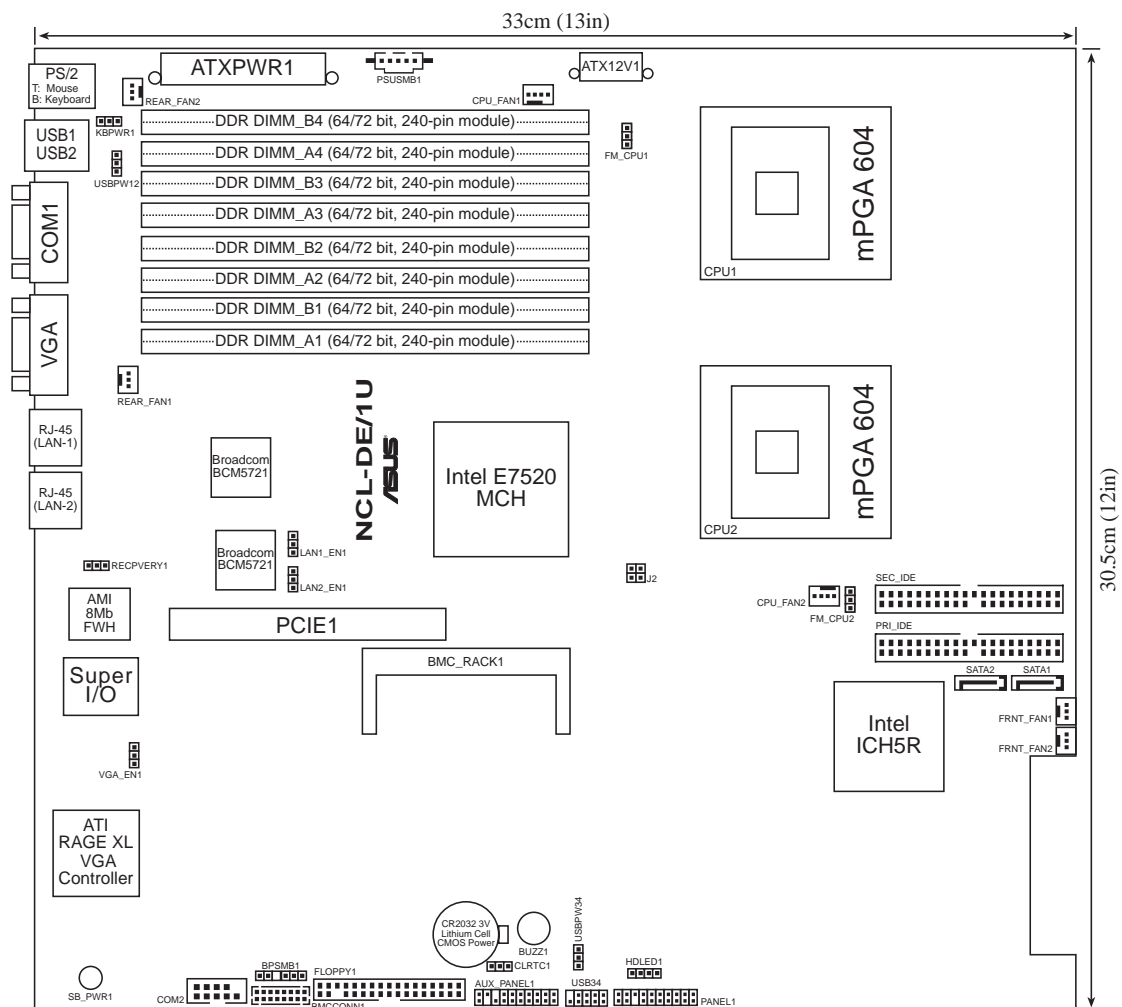 33cm (13in)
PS/2
T: Mouse
B: Keyboard
ATXPWR1
PSUSMB1
ATX12V1
REAR_FAN2
CPU_FAN1
KBPWR1
USB1
USB2
USBPW12
FM_CPU1
DDR DIMM_B4 (64/72 bit, 240-pin module)
DDR DIMM_A4 (64/72 bit, 240-pin module)
DDR DIMM_B3 (64/72 bit, 240-pin module)
DDR DIMM_A3 (64/72 bit, 240-pin module)
DDR DIMM_B2 (64/72 bit, 240-pin module)
DDR DIMM_A2 (64/72 bit, 240-pin module)
DDR DIMM_B1 (64/72 bit, 240-pin module)
DDR DIMM_A1 (64/72 bit, 240-pin module)
COM1
VGA
mPGA 604
CPU1
REAR_FAN1
RJ-45
(LAN-1)
RJ-45
(LAN-2)
Broadcom
BCM5721
NCL-DE/1U
ASUS
Intel E7520
MCH
mPGA 604
CPU2
30.5cm (12in)
Broadcom
BCM5721
LAN1_EN1
LAN2_EN1
RECPVERY1
J2
AMI
8Mb
FWH
PCIE1
CPU_FAN2
FM_CPU2
SEC_IDE
PRI_IDE
BMC_RACK1
Super
I/O
SATA2
SATA1
Intel
ICH5R
FRNT_FAN1
FRNT_FAN2
VGA_EN1
ATI
RAGE XL
VGA
Controller
CR2032 3V
Lithium Cell
CMOS Power
BUZZ1
USBPW34
CLRTC1
HDLED1
SB_PWR1
COM2
BPSMB1
BMCCONN1
FLOPPY1
AUX_PANEL1
USB34
PANEL1